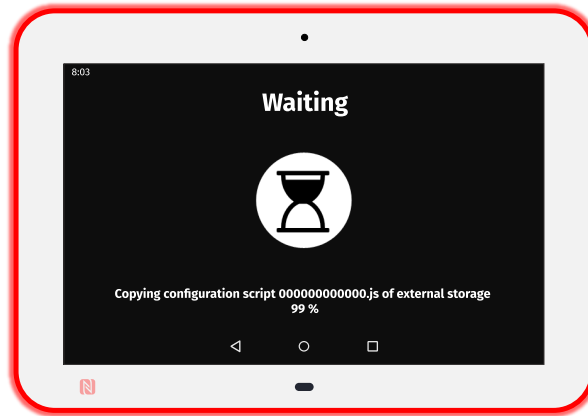 8:03
Waiting
Copying configuration script 000000000000.js of external storage
99 %